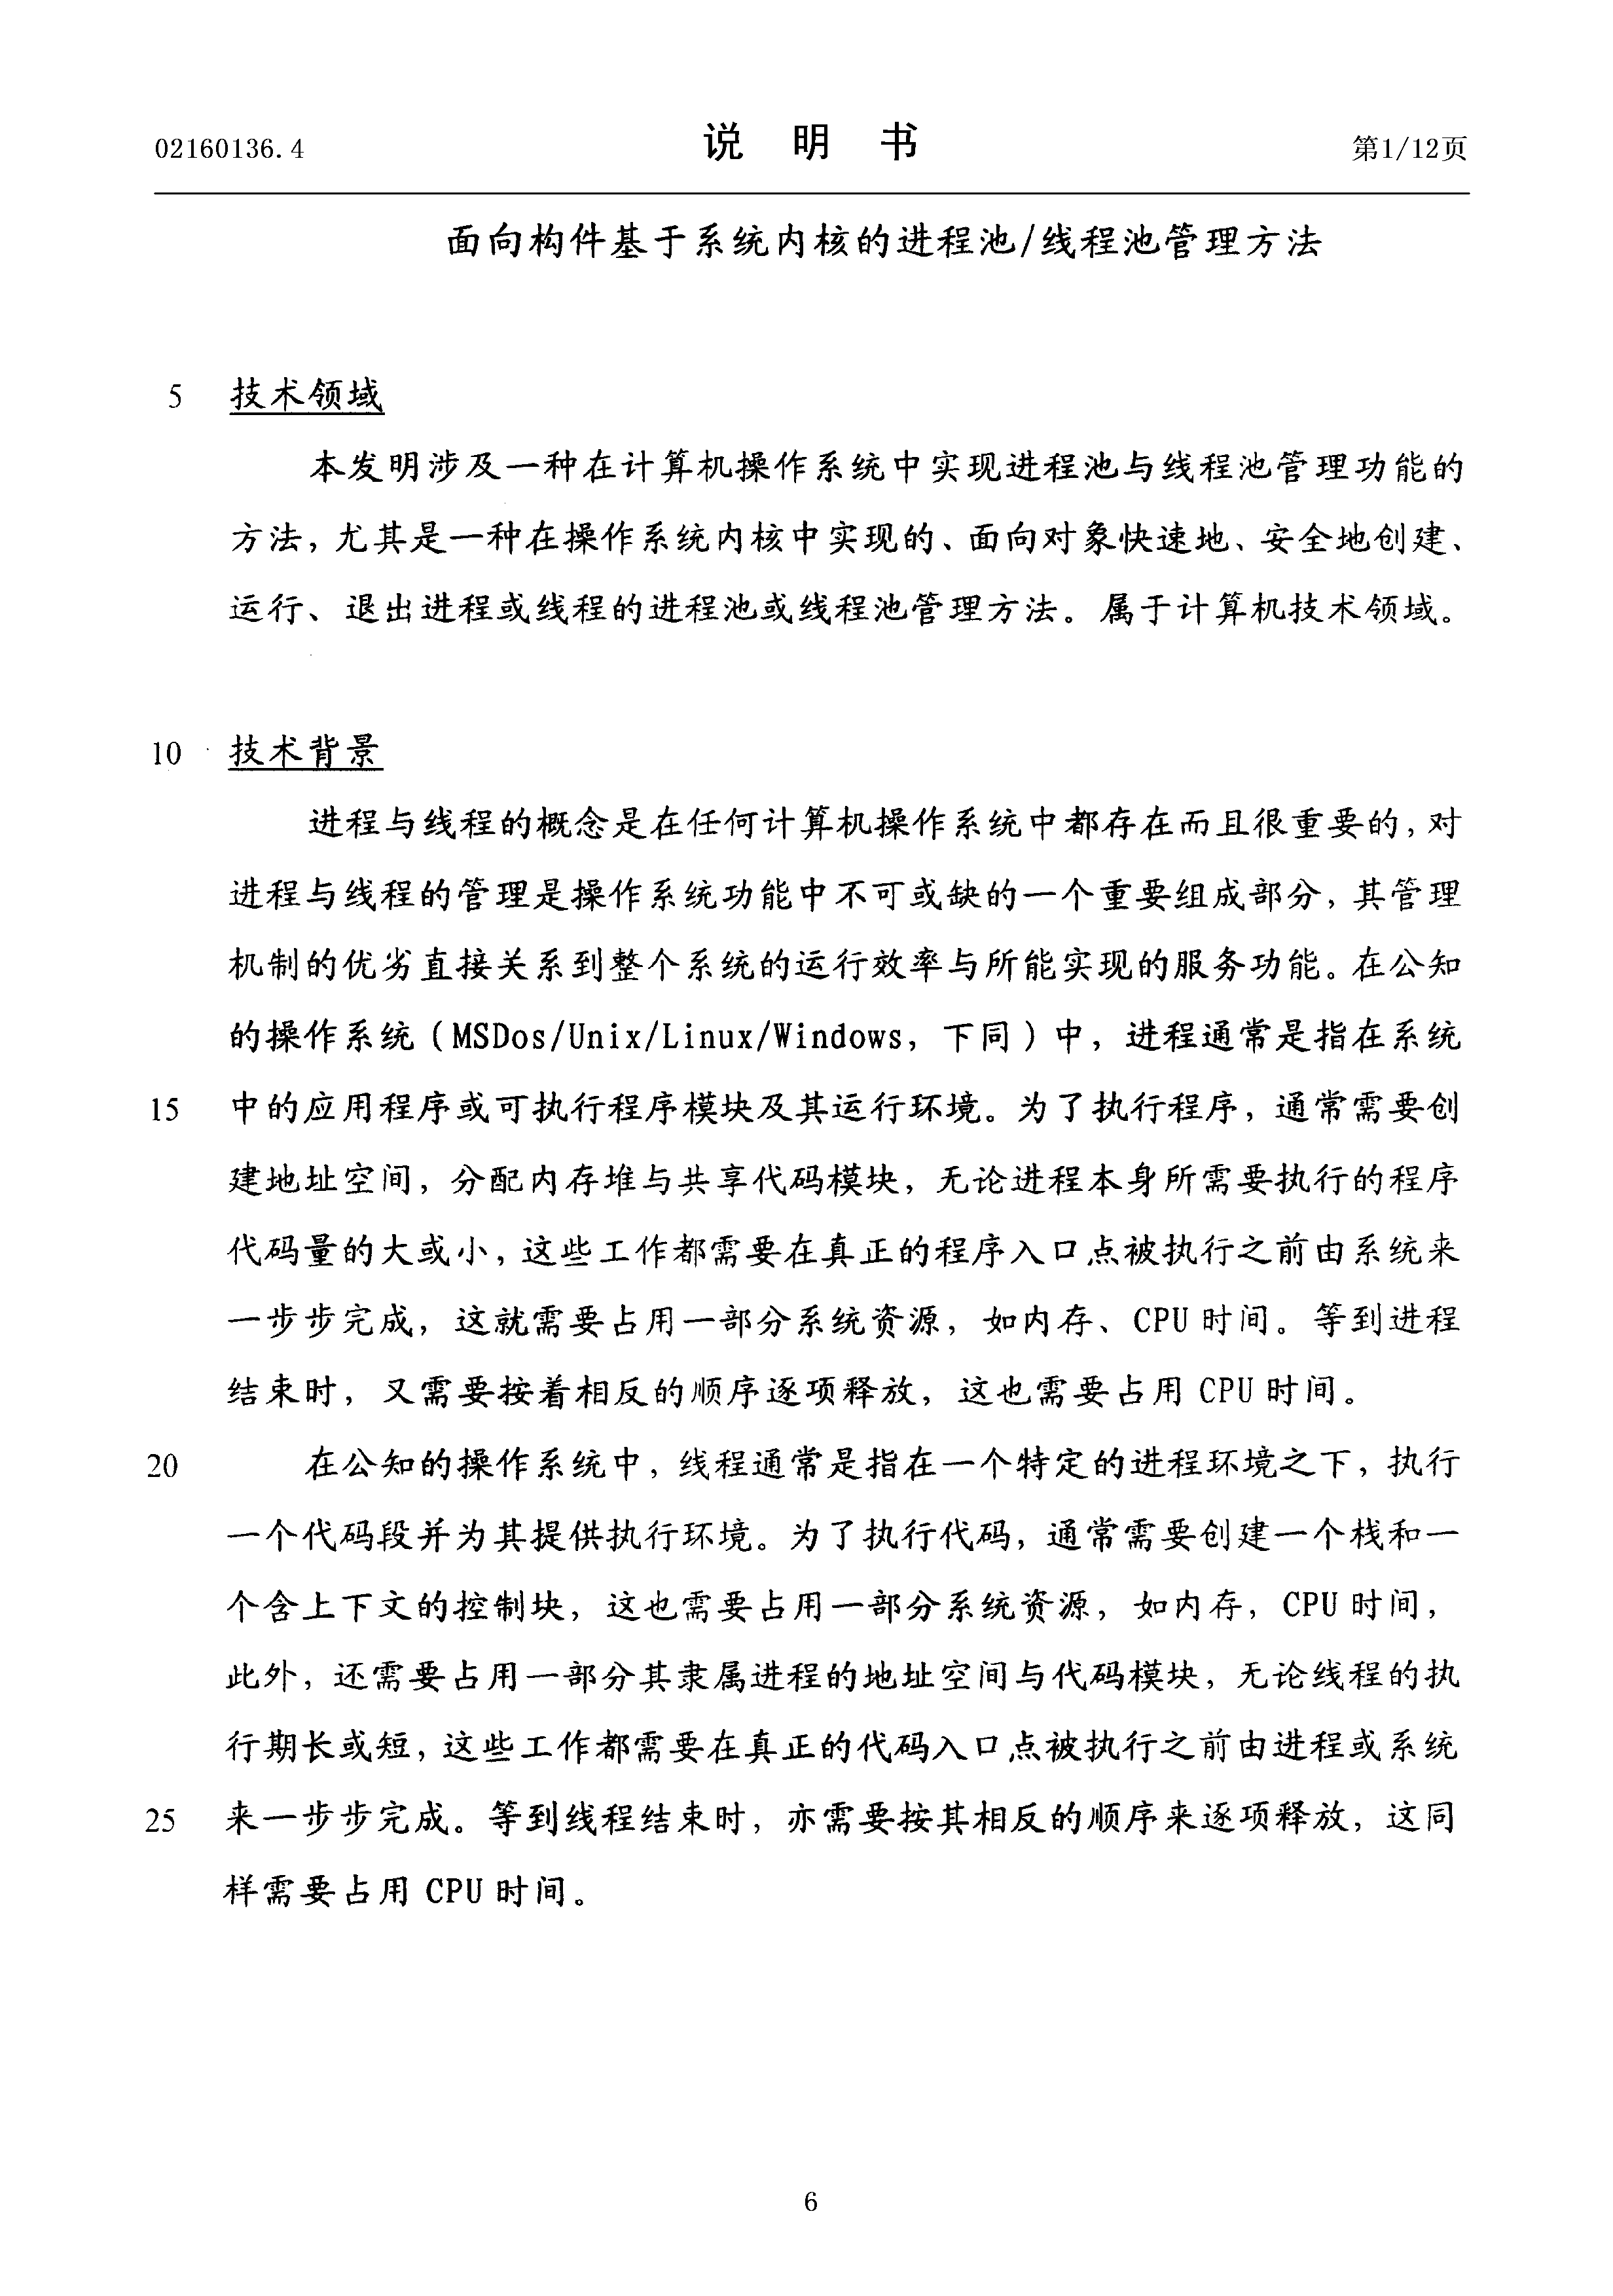 02160136.4
说 明 书
第1/12页
面向构件基于系统内核的进程池/线程池管理方法
5 技术领域
本发明涉及一种在计算机操作系统中实现进程池与线程池管理功能的
方法，尤其是一种在操作系统内核中实现的、面向对象快速地、安全地创建、
运行、退出进程或线程的进程池或线程池管理方法。属于计算机技术领域。
10 技术背景
进程与线程的概念是在任何计算机操作系统中都存在而且很重要的，对
进程与线程的管理是操作系统功能中不可或缺的一个重要组成部分，其管理
机制的优劣直接关系到整个系统的运行效率与所能实现的服务功能。在公知
的操作系统（MSDos/Unix/Linux/Windows，下同）中，进程通常是指在系统
15 中的应用程序或可执行程序模块及其运行环境。为了执行程序，通常需要创
建地址空间，分配内存堆与共享代码模块，无论进程本身所需要执行的程序
代码量的大或小，这些工作都需要在真正的程序入口点被执行之前由系统来
一步步完成，这就需要占用一部分系统资源，如内存、CPU 时间。等到进程
结束时，又需要按着相反的顺序逐项释放，这也需要占用 CPU 时间。
20 在公知的操作系统中，线程通常是指在一个特定的进程环境之下，执行
一个代码段并为其提供执行环境。为了执行代码，通常需要创建一个栈和一
个含上下文的控制块，这也需要占用一部分系统资源，如内存，CPU 时间，
此外，还需要占用一部分其隶属进程的地址空间与代码模块，无论线程的执
行期长或短，这些工作都需要在真正的代码入口点被执行之前由进程或系统
25 来一步步完成。等到线程结束时，亦需要按其相反的顺序来逐项释放，这同
样需要占用 CPU 时间。
6